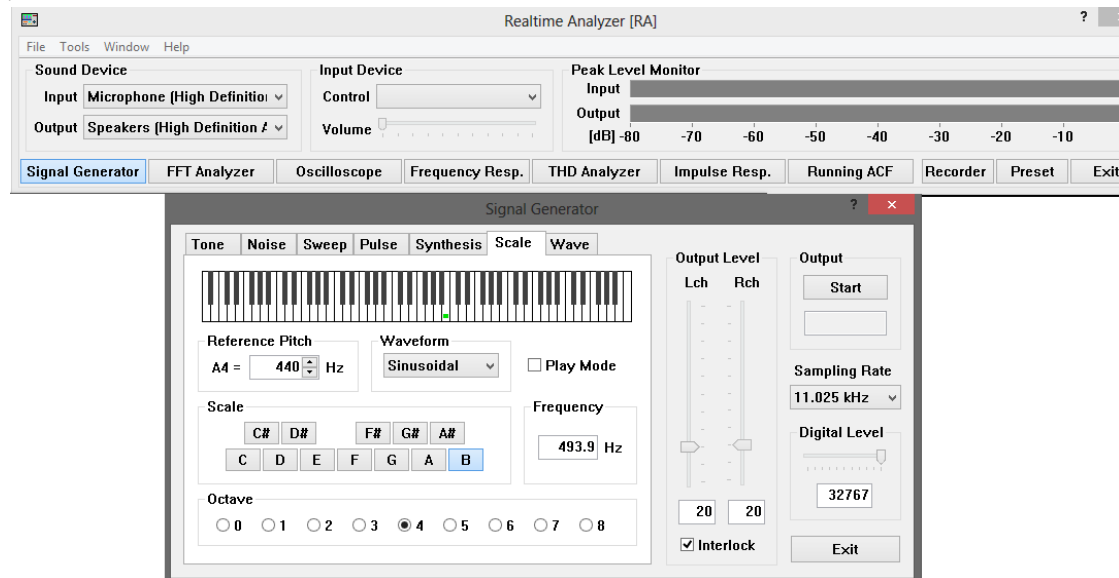 Realtime Analyzer [RA] ?
File Tools Window Help
Sound Device Input Device Peak Level Monitor
Input Microphone (High Definition Control Input
Output Speakers (High Definition A Volume Output
[dB] -80 -70 -60 -50 -40 -30 -20 -10
Signal Generator FFT Analyzer Oscilloscope Frequency Resp. THD Analyzer Impulse Resp. Running ACF Recorder Preset Exit
Signal Generator ? ×
Tone Noise Sweep Pulse Synthesis Scale Wave
Output Level Output
Lch Rch Start
Reference Pitch Waveform
A4 = 440 Hz Sinusoidal Play Mode Sampling Rate
11.025 kHz
Scale Frequency
C# D# F# G# A# Digital Level
C D E F G A B 493.9 Hz
32767
Octave
20 20
0 1 2 3 4 5 6 7 8
Interlock Exit